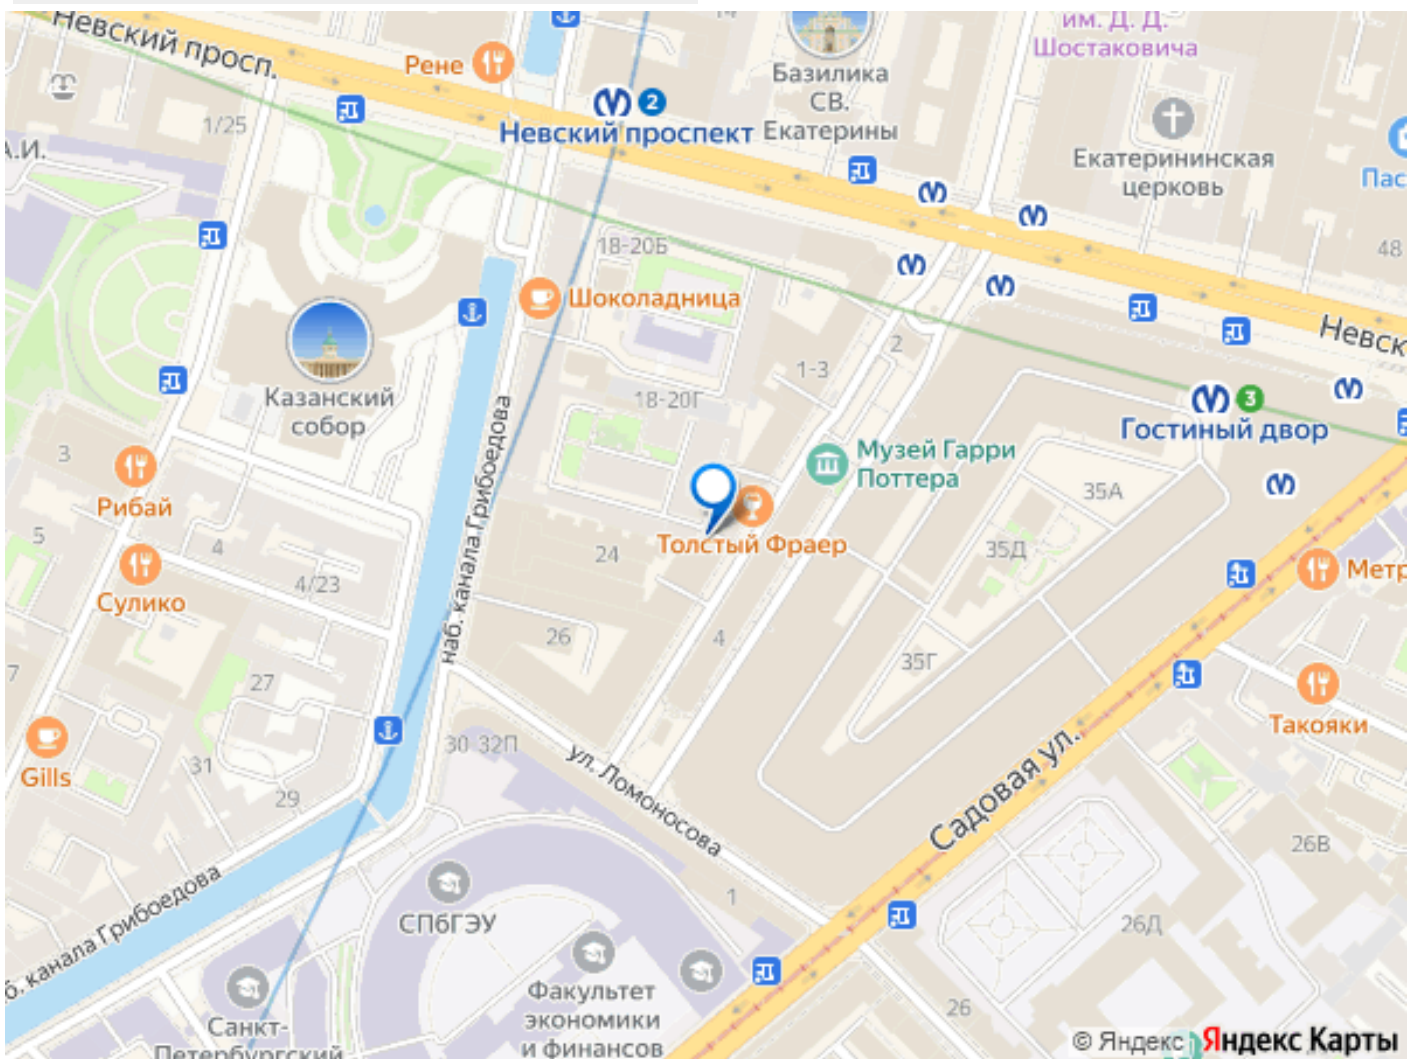 Невский просп.
Рене
14
им. Д. Д.
Шостаковича
Базилика
СВ.
Екатерины
2
Невский проспект
1/25
А.И.
Екатерининская
церковь
Пас
48
18-20Б
Шоколадница
Невск
2
1-3
Казанский
собор
18-20Г
3
Гостиный двор
3
Рибай
наб. канала Грибоедова
Музей Гарри
Поттера
35А
5
4
24
Толстый Фраер
35Д
Метр
4/23
Сулико
26
4
35Г
7
27
Такояки
Gills
31
29
30-32П
ул. Ломоносова
Садовая ул.
26В
б. канала Грибоедова
СПбГЭУ
1
26Д
Факультет
экономики
и финансов
26
Санкт-
Петербургский
© Яндекс
Яндекс Карты